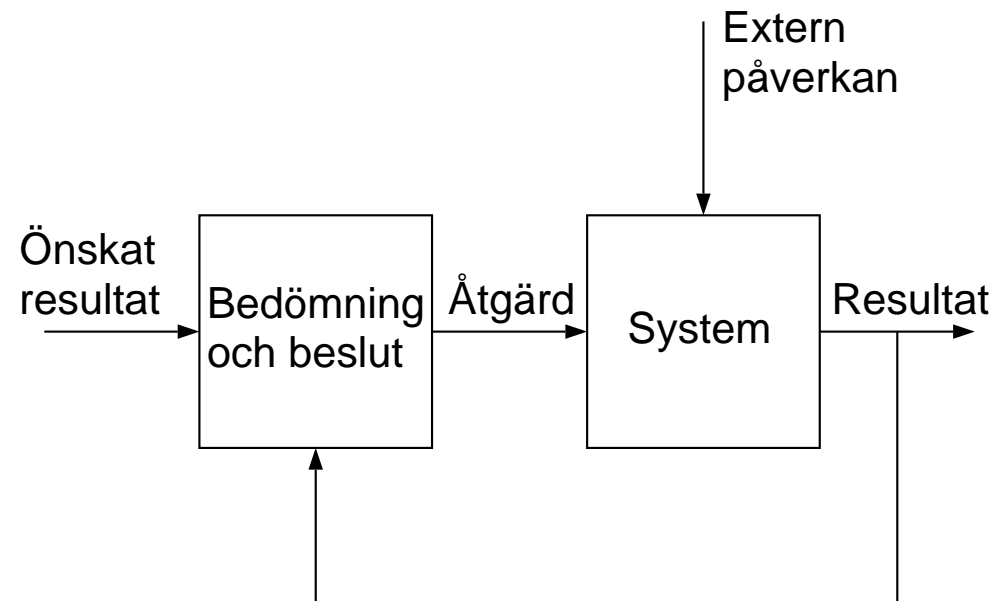 Extern
påverkan
Önskat
resultat
Bedömning
och beslut
Åtgärd
System
Resultat